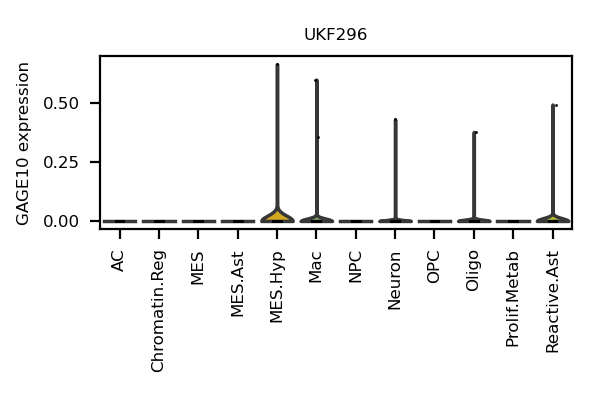 UKF296
GAGE10 expression
0.50
0.25
0.00
AC
Chromatin.Reg
MES
MES.Ast
MES.Hyp
Mac
NPC
Neuron
OPC
Oligo
Prolif.Metab
Reactive.Ast